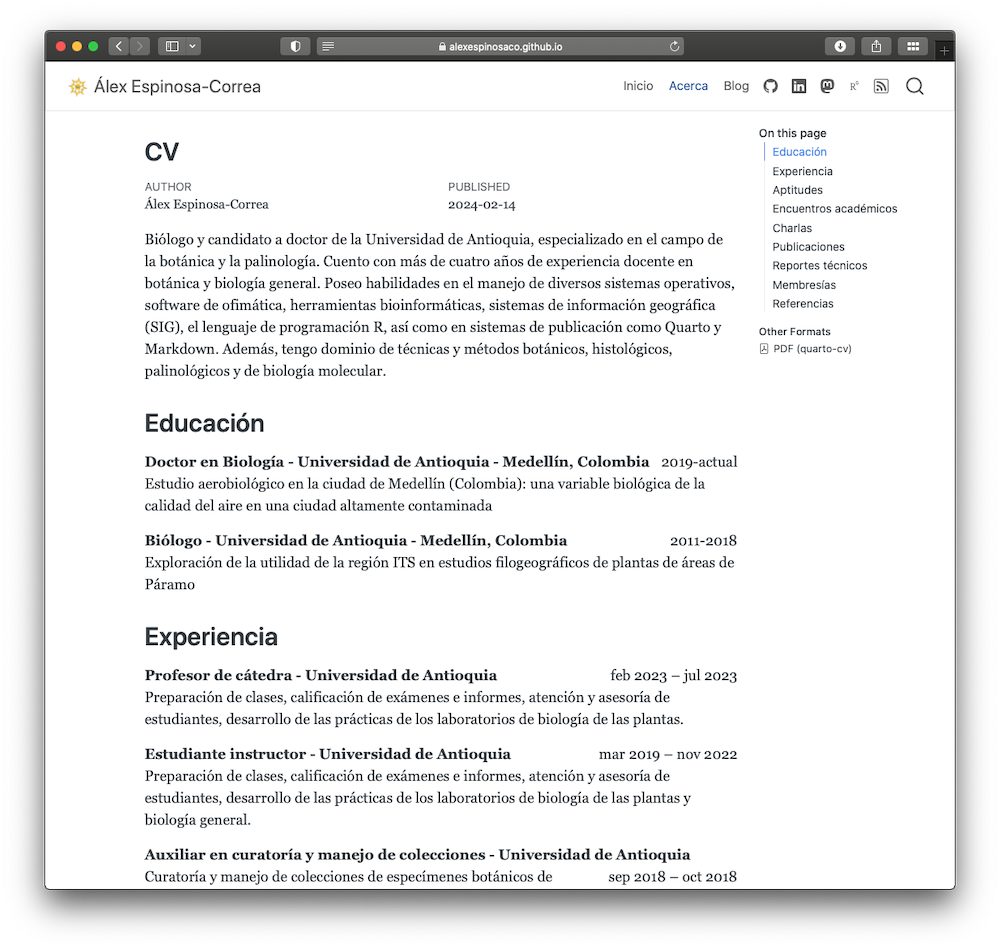 alexespinosaco.github.io
Álex Espinosa-Correa
Inicio Acerca Blog
CV
AUTHOR PUBLISHED
Álex Espinosa-Correa 2024-02-14
Biólogo y candidato a doctor de la Universidad de Antioquia, especializado en el campo de
la botánica y la palinología. Cuento con más de cuatro años de experiencia docente en
botánica y biología general. Poseo habilidades en el manejo de diversos sistemas operativos,
software de ofimática, herramientas bioinformáticas, sistemas de información geográfica
(SIG), el lenguaje de programación R, así como en sistemas de publicación como Quarto y
Markdown. Además, tengo dominio de técnicas y métodos botánicos, histológicos,
palinológicos y de biología molecular.
Educación
Doctor en Biología - Universidad de Antioquia - Medellín, Colombia 2019-actual
Estudio aerobiológico en la ciudad de Medellín (Colombia): una variable biológica de la
calidad del aire en una ciudad altamente contaminada
Biólogo - Universidad de Antioquia - Medellín, Colombia 2011-2018
Exploración de la utilidad de la región ITS en estudios filogeográficos de plantas de áreas de
Páramo
Experiencia
Profesor de cátedra - Universidad de Antioquia feb 2023 – jul 2023
Preparación de clases, calificación de exámenes e informes, atención y asesoría de
estudiantes, desarrollo de las prácticas de los laboratorios de biología de las plantas.
Estudiante instructor - Universidad de Antioquia mar 2019 – nov 2022
Preparación de clases, calificación de exámenes e informes, atención y asesoría de
estudiantes, desarrollo de las prácticas de los laboratorios de biología de las plantas y
biología general.
Auxiliar en curatoría y manejo de colecciones - Universidad de Antioquia
Curatoría y manejo de colecciones de especímenes botánicos de sep 2018 – oct 2018
On this page
Educación
Experiencia
Aptitudes
Encuentros académicos
Charlas
Publicaciones
Reportes técnicos
Membresías
Referencias
Other Formats
PDF (quarto-cv)